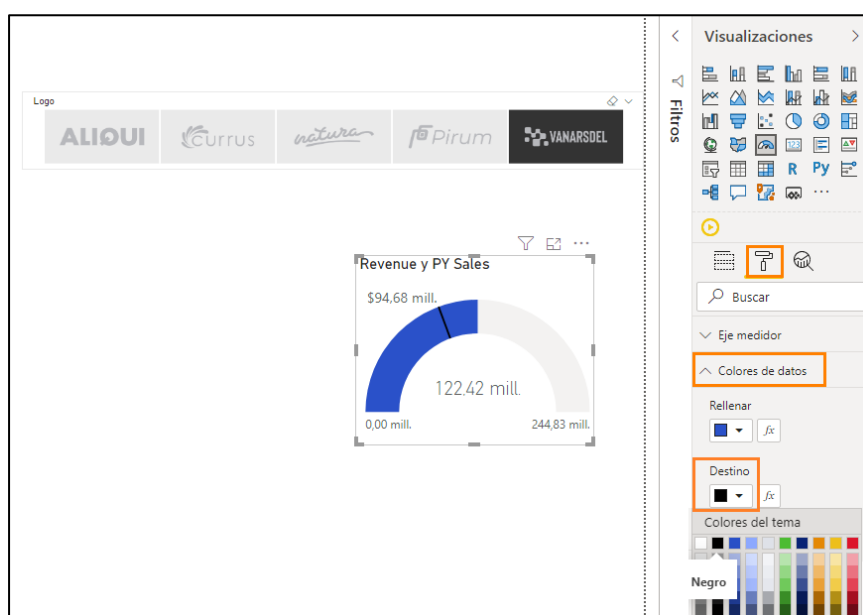 Visualizaciones
Filtros
Logo
ALIQUI
Currus
natura
Pirum
VANARSDEL
123
R
Py
Buscar
Revenue y PY Sales
$94,68 mill.
122,42 mill.
0,00 mill.
244,83 mill.
Eje medidor
Colores de datos
Rellenar
fx
Destino
fx
Colores del tema
Negro